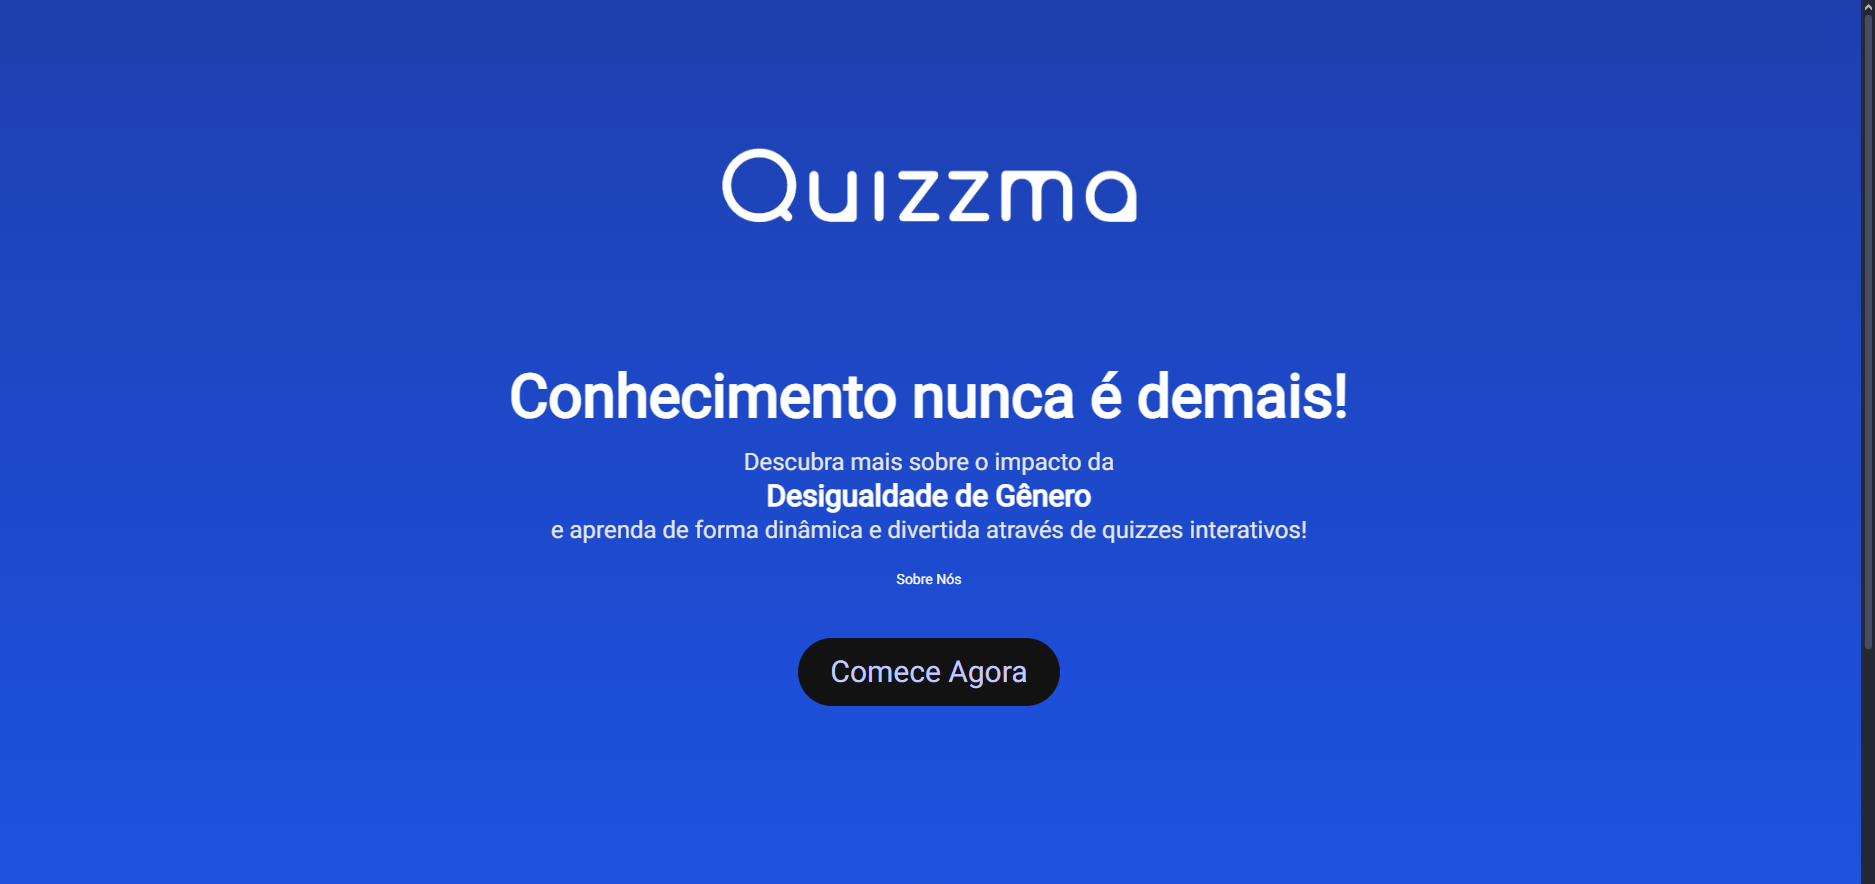 Quizzma
Conhecimento nunca é demais!
Descubra mais sobre o impacto da
Desigualdade de Gênero
e aprenda de forma dinâmica e divertida através de quizzes interativos!
Sobre Nós
Comece Agora